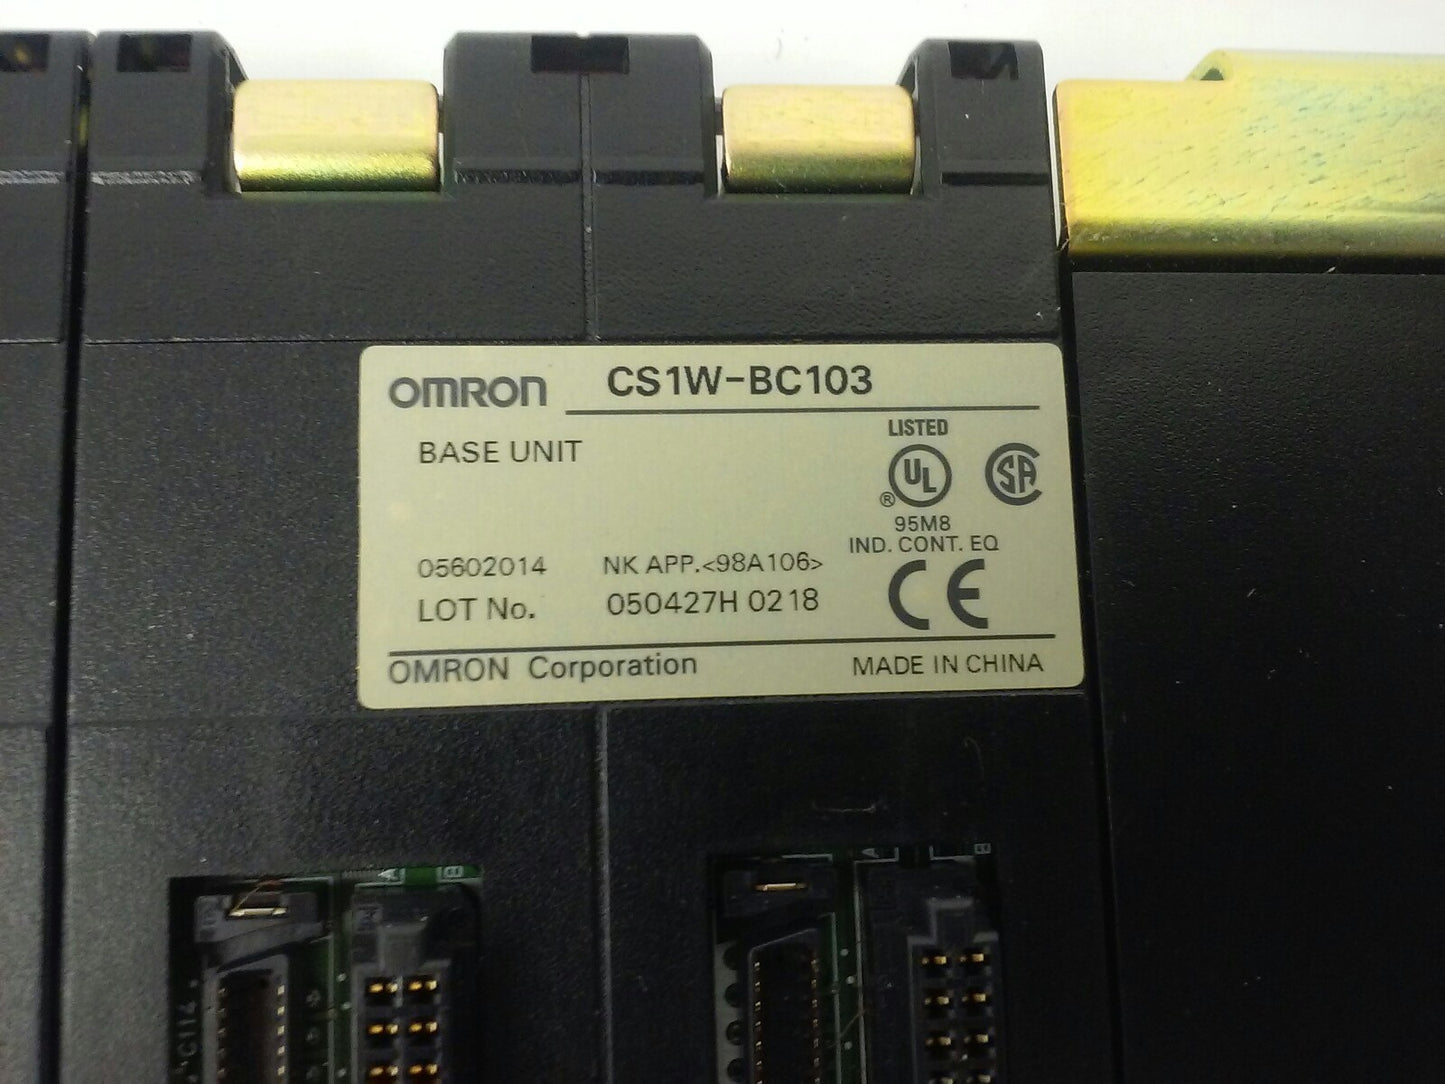 OMRON CS1W-BC103
BASE UNIT
LISTED
UL
®
SA
95M8
IND. CONT. EQ
05602014 NK APP.<98A106>
LOT No. 050427H 0218
CE
OMRON Corporation MADE IN CHINA
A B
A B